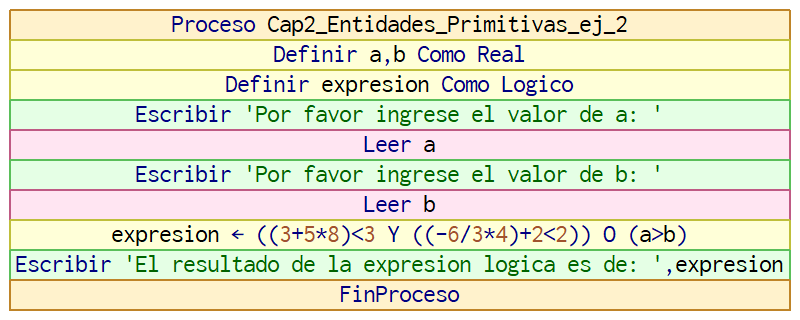 Proceso Cap2_Entidades_Primitivas_ej_2
Definir a,b Como Real
Definir expresion Como Logico
Escribir 'Por favor ingrese el valor de a: '
Leer a
Escribir 'Por favor ingrese el valor de b: '
Leer b
expresion ← ((3+5*8)<3 Y ((-6/3*4)+2<2)) O (a>b)
Escribir 'El resultado de la expresion logica es de: ',expresion
FinProceso